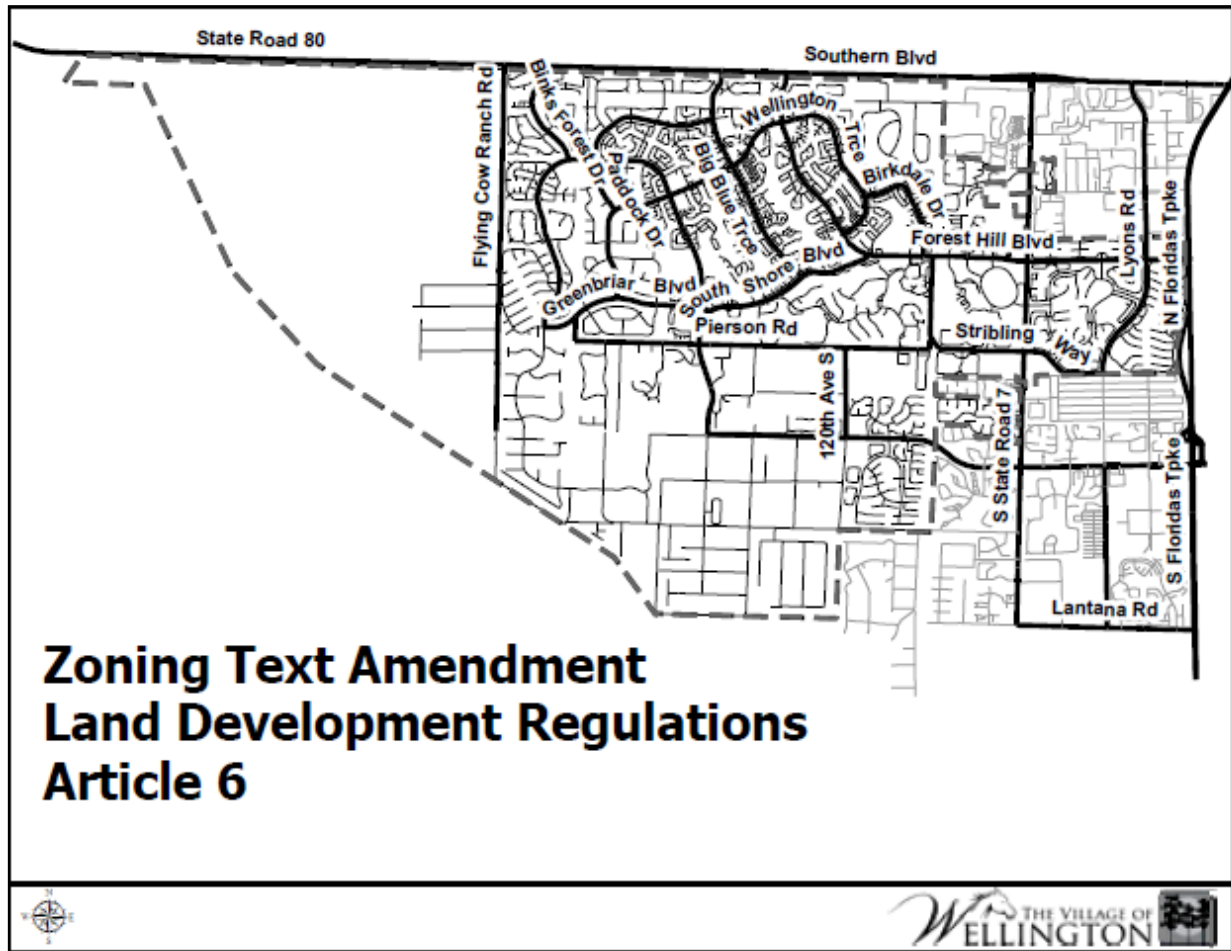 State Road 80
Southern Blvd
Flying Cow Ranch Rd
Binks Forest Dr
Paddock Dr
Big Blue Trce
Wellington Trce
Birkdale Dr
Forest Hill Blvd
Lyons Rd
N Floridas Tpke
Greenbriar Blvd
South Shore Blvd
Pierson Rd
Stribling Way
120th Ave S
S State Road 7
S Floridas Tpke
Lantana Rd
Zoning Text Amendment
Land Development Regulations
Article 6
N
W E
S
THE VILLAGE OF
WELLINGTON